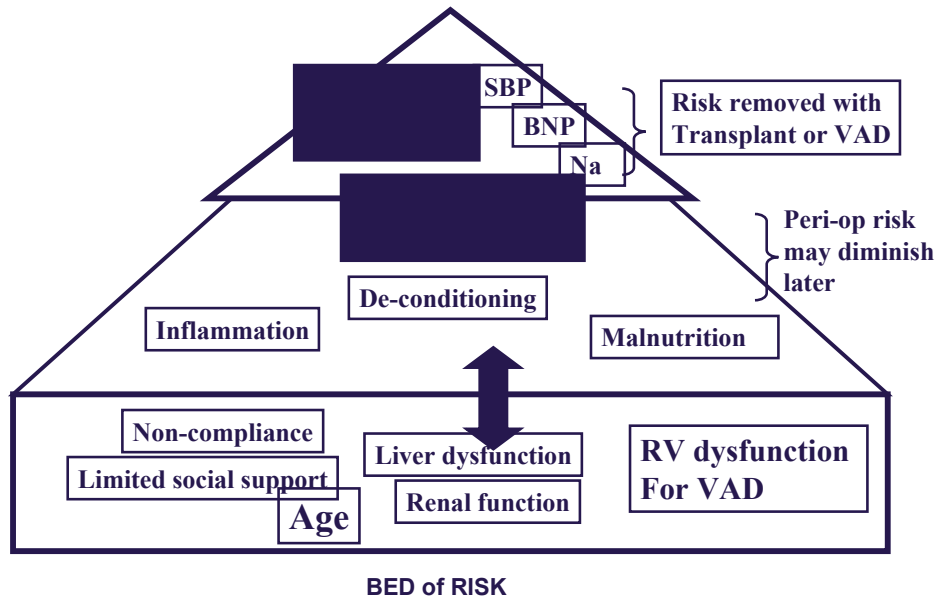 SBP
BNP
Na
Risk removed with
Transplant or VAD
Peri-op risk
may diminish
later
De-conditioning
Inflammation
Malnutrition
Non-compliance
Limited social support
Age
Liver dysfunction
Renal function
RV dysfunction
For VAD
BED of RISK